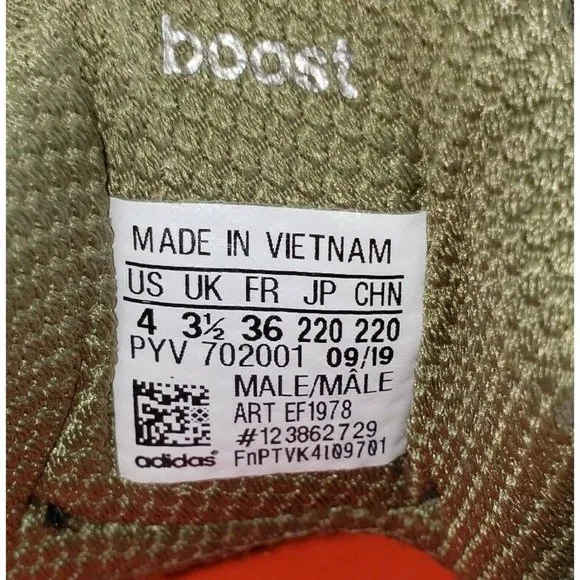 boost
MADE IN VIETNAM
US UK FR JP CHN
4 3½ 36 220 220
PYV 702001 09/19
MALE/MÂLE
ART EF1978
#123862729
adidas FnPTVK4109701